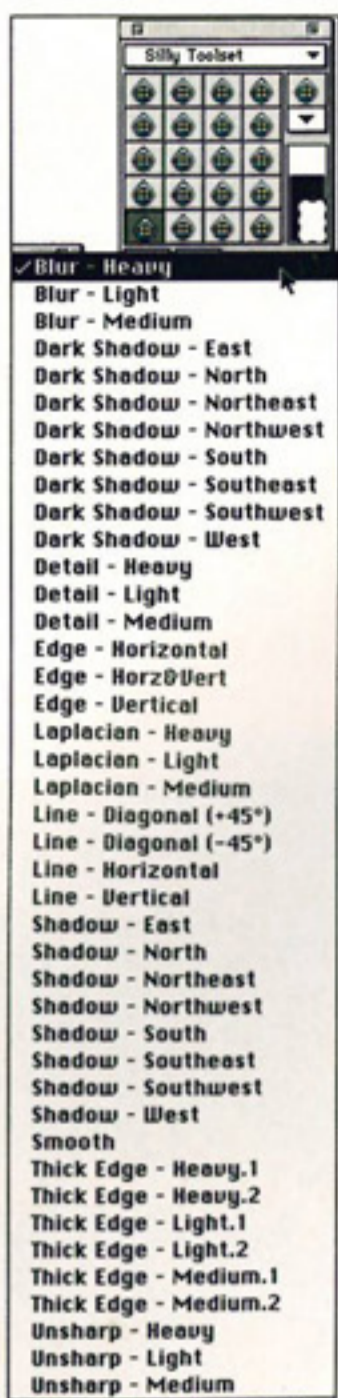 Silly Toolset
✓Blur - Heavy
Blur - Light
Blur - Medium
Dark Shadow - East
Dark Shadow - North
Dark Shadow - Northeast
Dark Shadow - Northwest
Dark Shadow - South
Dark Shadow - Southeast
Dark Shadow - Southwest
Dark Shadow - West
Detail - Heavy
Detail - Light
Detail - Medium
Edge - Horizontal
Edge - Horz&Vert
Edge - Vertical
Laplacian - Heavy
Laplacian - Light
Laplacian - Medium
Line - Diagonal (+45°)
Line - Diagonal (-45°)
Line - Horizontal
Line - Vertical
Shadow - East
Shadow - North
Shadow - Northeast
Shadow - Northwest
Shadow - South
Shadow - Southeast
Shadow - Southwest
Shadow - West
Smooth
Thick Edge - Heavy.1
Thick Edge - Heavy.2
Thick Edge - Light.1
Thick Edge - Light.2
Thick Edge - Medium.1
Thick Edge - Medium.2
Unsharp - Heavy
Unsharp - Light
Unsharp - Medium